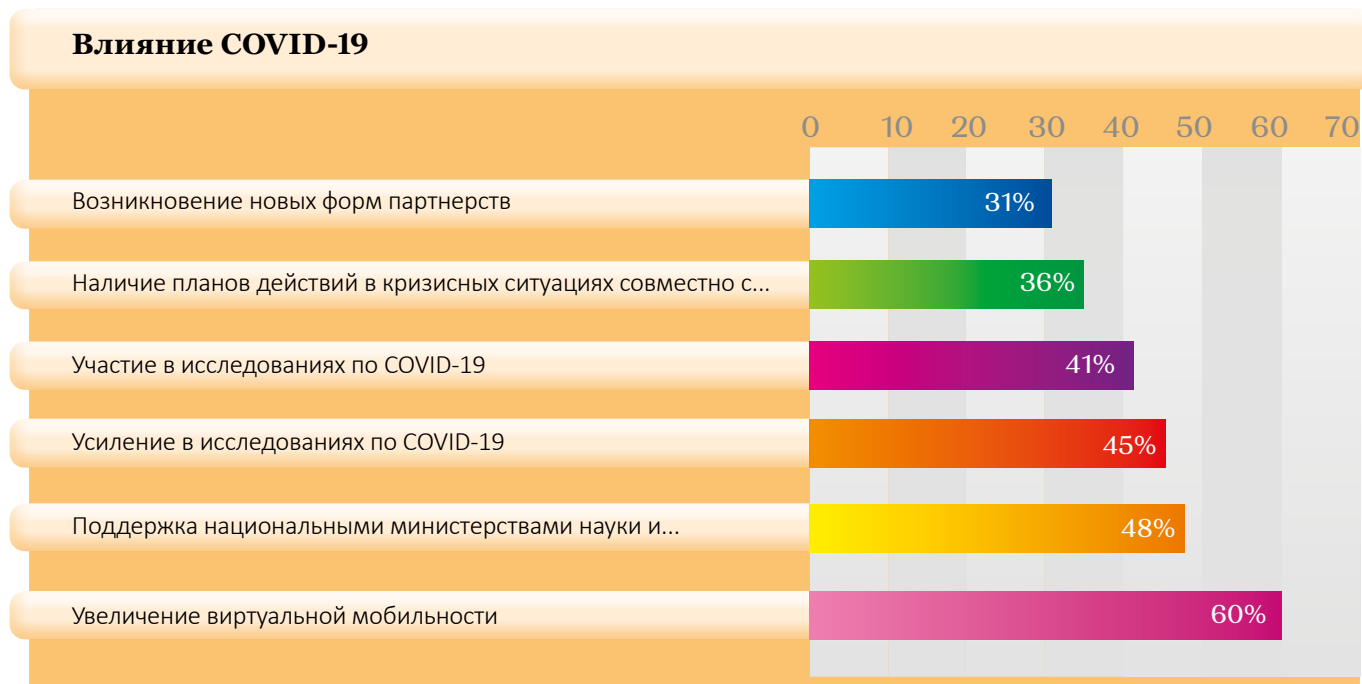 Влияние COVID-19
0 10 20 30 40 50 60 70
Возникновение новых форм партнерств 31%
Наличие планов действий в кризисных ситуациях совместно с... 36%
Участие в исследованиях по COVID-19 41%
Усиление в исследованиях по COVID-19 45%
Поддержка национальными министерствами науки и... 48%
Увеличение виртуальной мобильности 60%